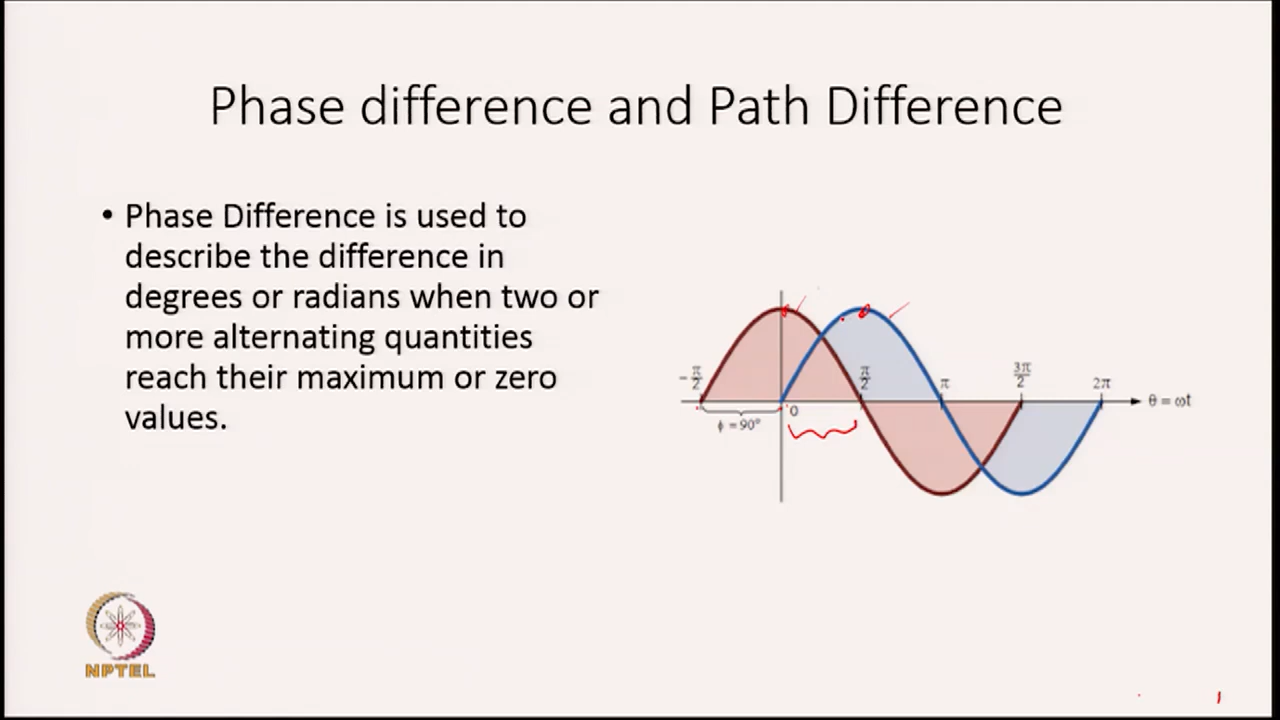 Phase difference and Path Difference
• Phase Difference is used to
describe the difference in
degrees or radians when two or
more alternating quantities
reach their maximum or zero
values.
-π/2
π/2
π
3π/2
2π
θ = ωt
0
ϕ = 90°
NPTEL